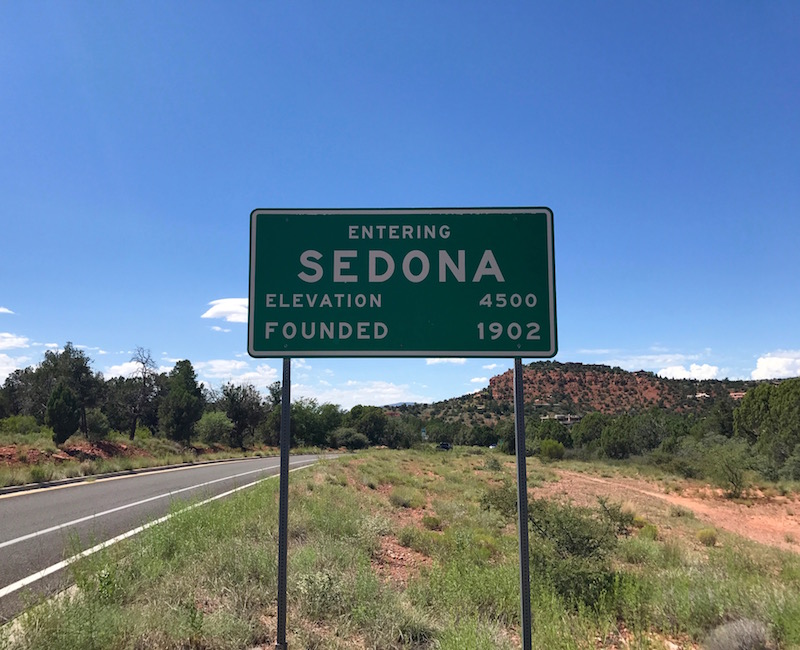 ENTERING
SEDONA
ELEVATION 4500
FOUNDED 1902